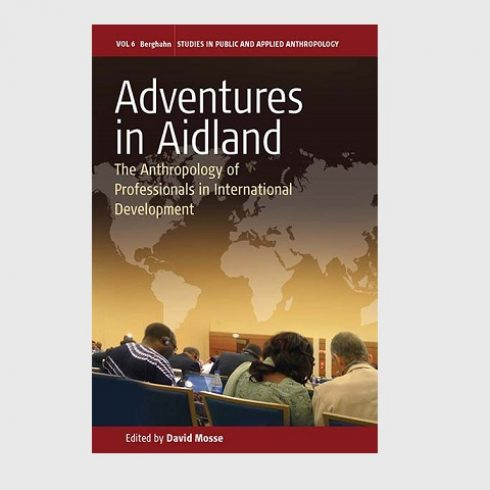 VOL 6 Berghahn STUDIES IN PUBLIC AND APPLIED ANTHROPOLOGY
Adventures
in Aidland
The Anthropology of
Professionals in International
Development
Edited by David Mosse